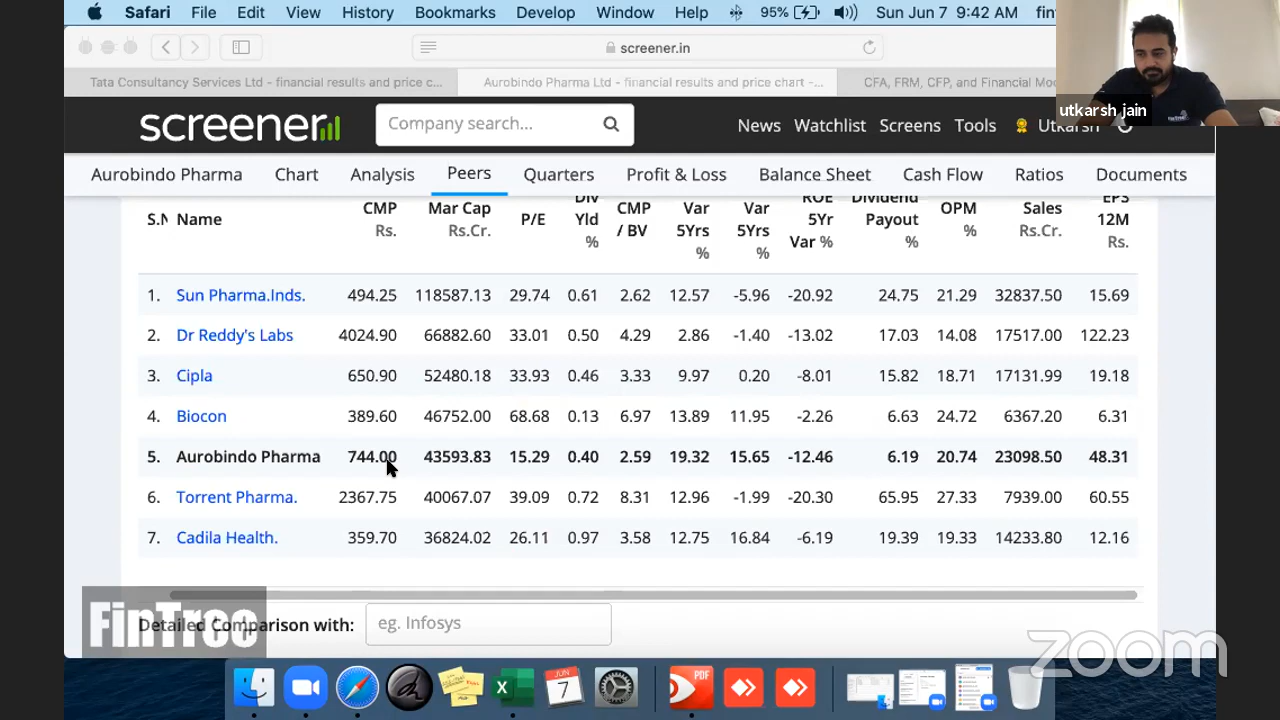 Safari File Edit View History Bookmarks Develop Window Help 95% Sun Jun 7 9:42 AM fin
screener.in
Tata Consultancy Services Ltd - financial results and price c... Aurobindo Pharma Ltd - financial results and price chart -... CFA, FRM, CFP, and Financial Mo
utkarsh jain
screener Company search... News Watchlist Screens Tools Utkarsh
Aurobindo Pharma Chart Analysis Peers Quarters Profit & Loss Balance Sheet Cash Flow Ratios Documents
S.N Name CMP Rs. Mar Cap Rs.Cr. P/E Div Yld % CMP / BV Var 5Yrs % Var 5Yrs % ROE 5Yr Var % Dividend Payout % OPM % Sales Rs.Cr. EPS 12M Rs.
1. Sun Pharma.Inds. 494.25 118587.13 29.74 0.61 2.62 12.57 -5.96 -20.92 24.75 21.29 32837.50 15.69
2. Dr Reddy's Labs 4024.90 66882.60 33.01 0.50 4.29 2.86 -1.40 -13.02 17.03 14.08 17517.00 122.23
3. Cipla 650.90 52480.18 33.93 0.46 3.33 9.97 0.20 -8.01 15.82 18.71 17131.99 19.18
4. Biocon 389.60 46752.00 68.68 0.13 6.97 13.89 11.95 -2.26 6.63 24.72 6367.20 6.31
5. Aurobindo Pharma 744.00 43593.83 15.29 0.40 2.59 19.32 15.65 -12.46 6.19 20.74 23098.50 48.31
6. Torrent Pharma. 2367.75 40067.07 39.09 0.72 8.31 12.96 -1.99 -20.30 65.95 27.33 7939.00 60.55
7. Cadila Health. 359.70 36824.02 26.11 0.97 3.58 12.75 16.84 -6.19 19.39 19.33 14233.80 12.16
FinTree
Detailed Comparison with: eg. Infosys
zoom
JUN
7
PDF